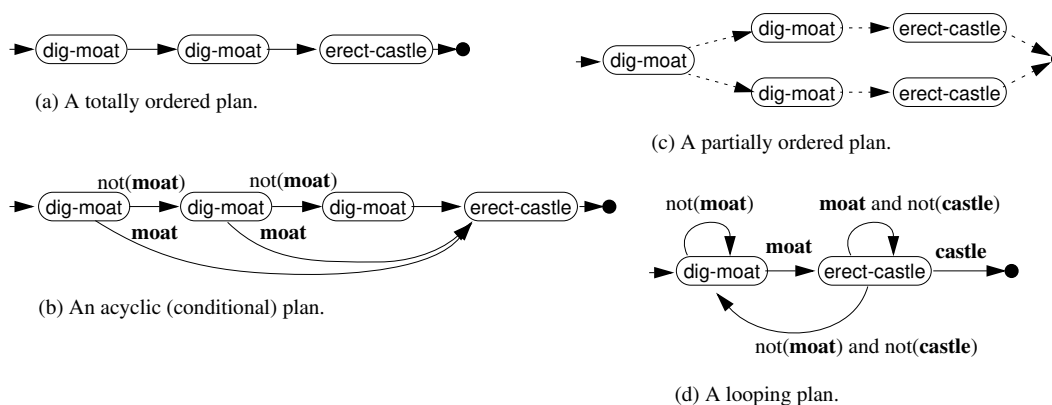 dig-moat dig-moat erect-castle
(a) A totally ordered plan.
not(moat) not(moat)
dig-moat dig-moat dig-moat erect-castle
moat moat
(b) An acyclic (conditional) plan.
dig-moat erect-castle
dig-moat
dig-moat erect-castle
(c) A partially ordered plan.
not(moat) moat and not(castle)
moat castle
dig-moat erect-castle
not(moat) and not(castle)
(d) A looping plan.